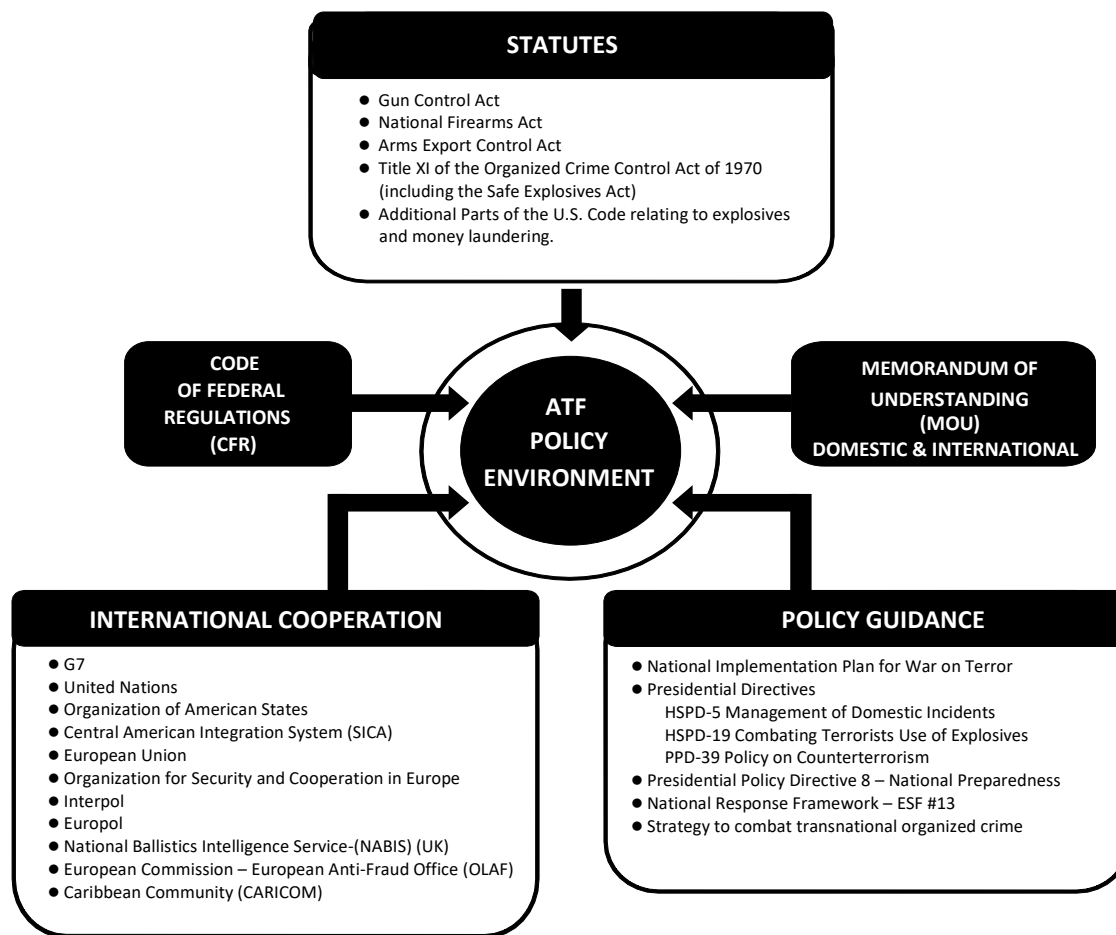 STATUTES
● Gun Control Act
● National Firearms Act
● Arms Export Control Act
● Title XI of the Organized Crime Control Act of 1970
(including the Safe Explosives Act)
● Additional Parts of the U.S. Code relating to explosives
and money laundering.
CODE
OF FEDERAL
REGULATIONS
(CFR)
ATF
POLICY
ENVIRONMENT
MEMORANDUM OF
UNDERSTANDING
(MOU)
DOMESTIC & INTERNATIONAL
INTERNATIONAL COOPERATION
● G7
● United Nations
● Organization of American States
● Central American Integration System (SICA)
● European Union
● Organization for Security and Cooperation in Europe
● Interpol
● Europol
● National Ballistics Intelligence Service-(NABIS) (UK)
● European Commission – European Anti-Fraud Office (OLAF)
● Caribbean Community (CARICOM)
POLICY GUIDANCE
● National Implementation Plan for War on Terror
● Presidential Directives
HSPD-5 Management of Domestic Incidents
HSPD-19 Combating Terrorists Use of Explosives
PPD-39 Policy on Counterterrorism
● Presidential Policy Directive 8 – National Preparedness
● National Response Framework – ESF #13
● Strategy to combat transnational organized crime